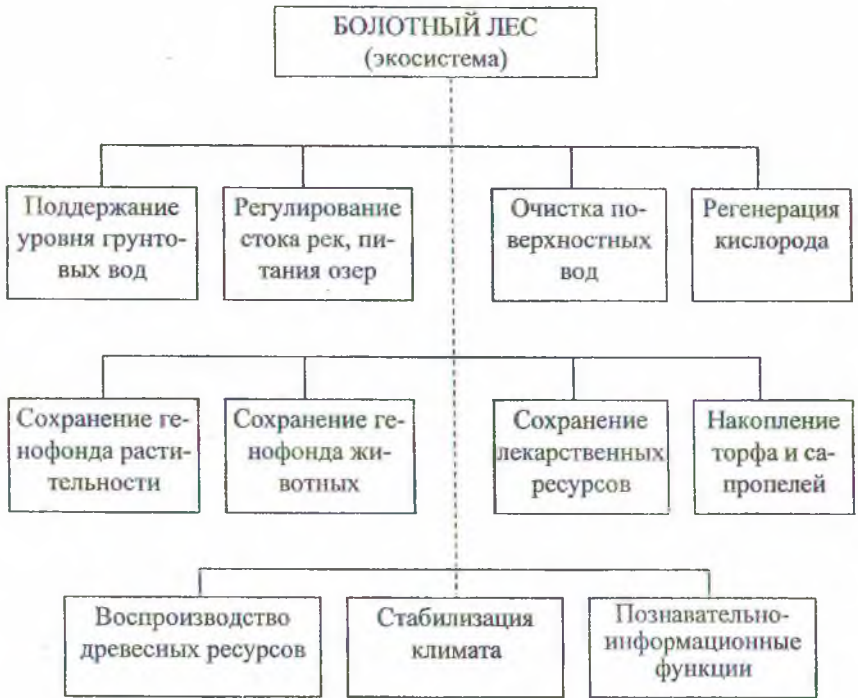 БОЛОТНЫЙ ЛЕС
(экосистема)
Поддержание
уровня грунто-
вых вод
Регулирование
стока рек, пи-
тания озер
Очистка по-
верхностных
вод
Регенерация
кислорода
Сохранение ге-
нофонда расти-
тельности
Сохранение ге-
нофонда жи-
вотных
Сохранение
лекарственных
ресурсов
Накопление
торфа и са-
пропелей
Воспроизводство
древесных ресурсов
Стабилизация
климата
Познавательно-
информационные
функции